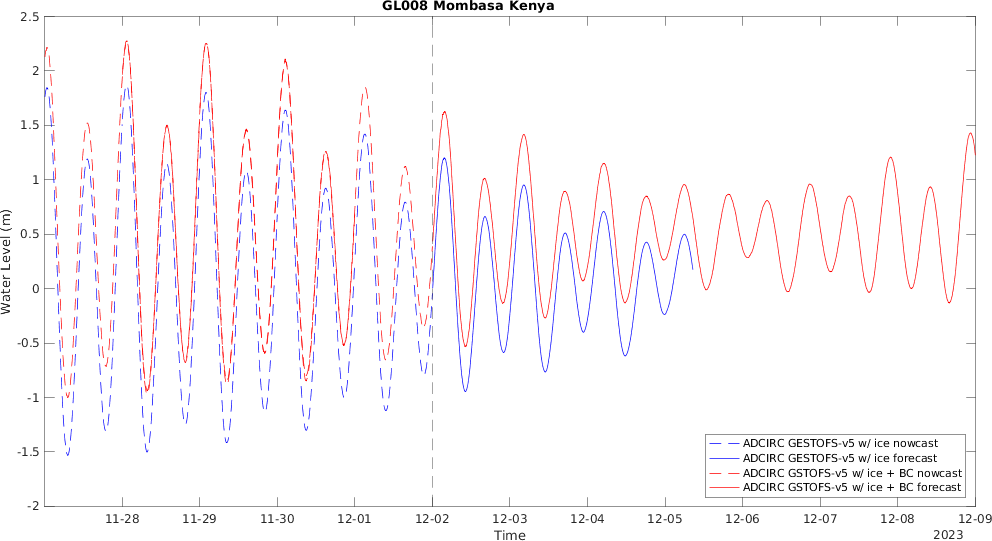 GL008 Mombasa Kenya
2.5
2
1.5
1
0.5
0
-0.5
-1
-1.5
-2
Water Level (m)
ADCIRC GESTOFS-v5 w/ ice nowcast
ADCIRC GESTOFS-v5 w/ ice forecast
ADCIRC GSTOFS-v5 w/ ice + BC nowcast
ADCIRC GSTOFS-v5 w/ ice + BC forecast
11-28 11-29 11-30 12-01 12-02 12-03 12-04 12-05 12-06 12-07 12-08 12-09
Time
2023